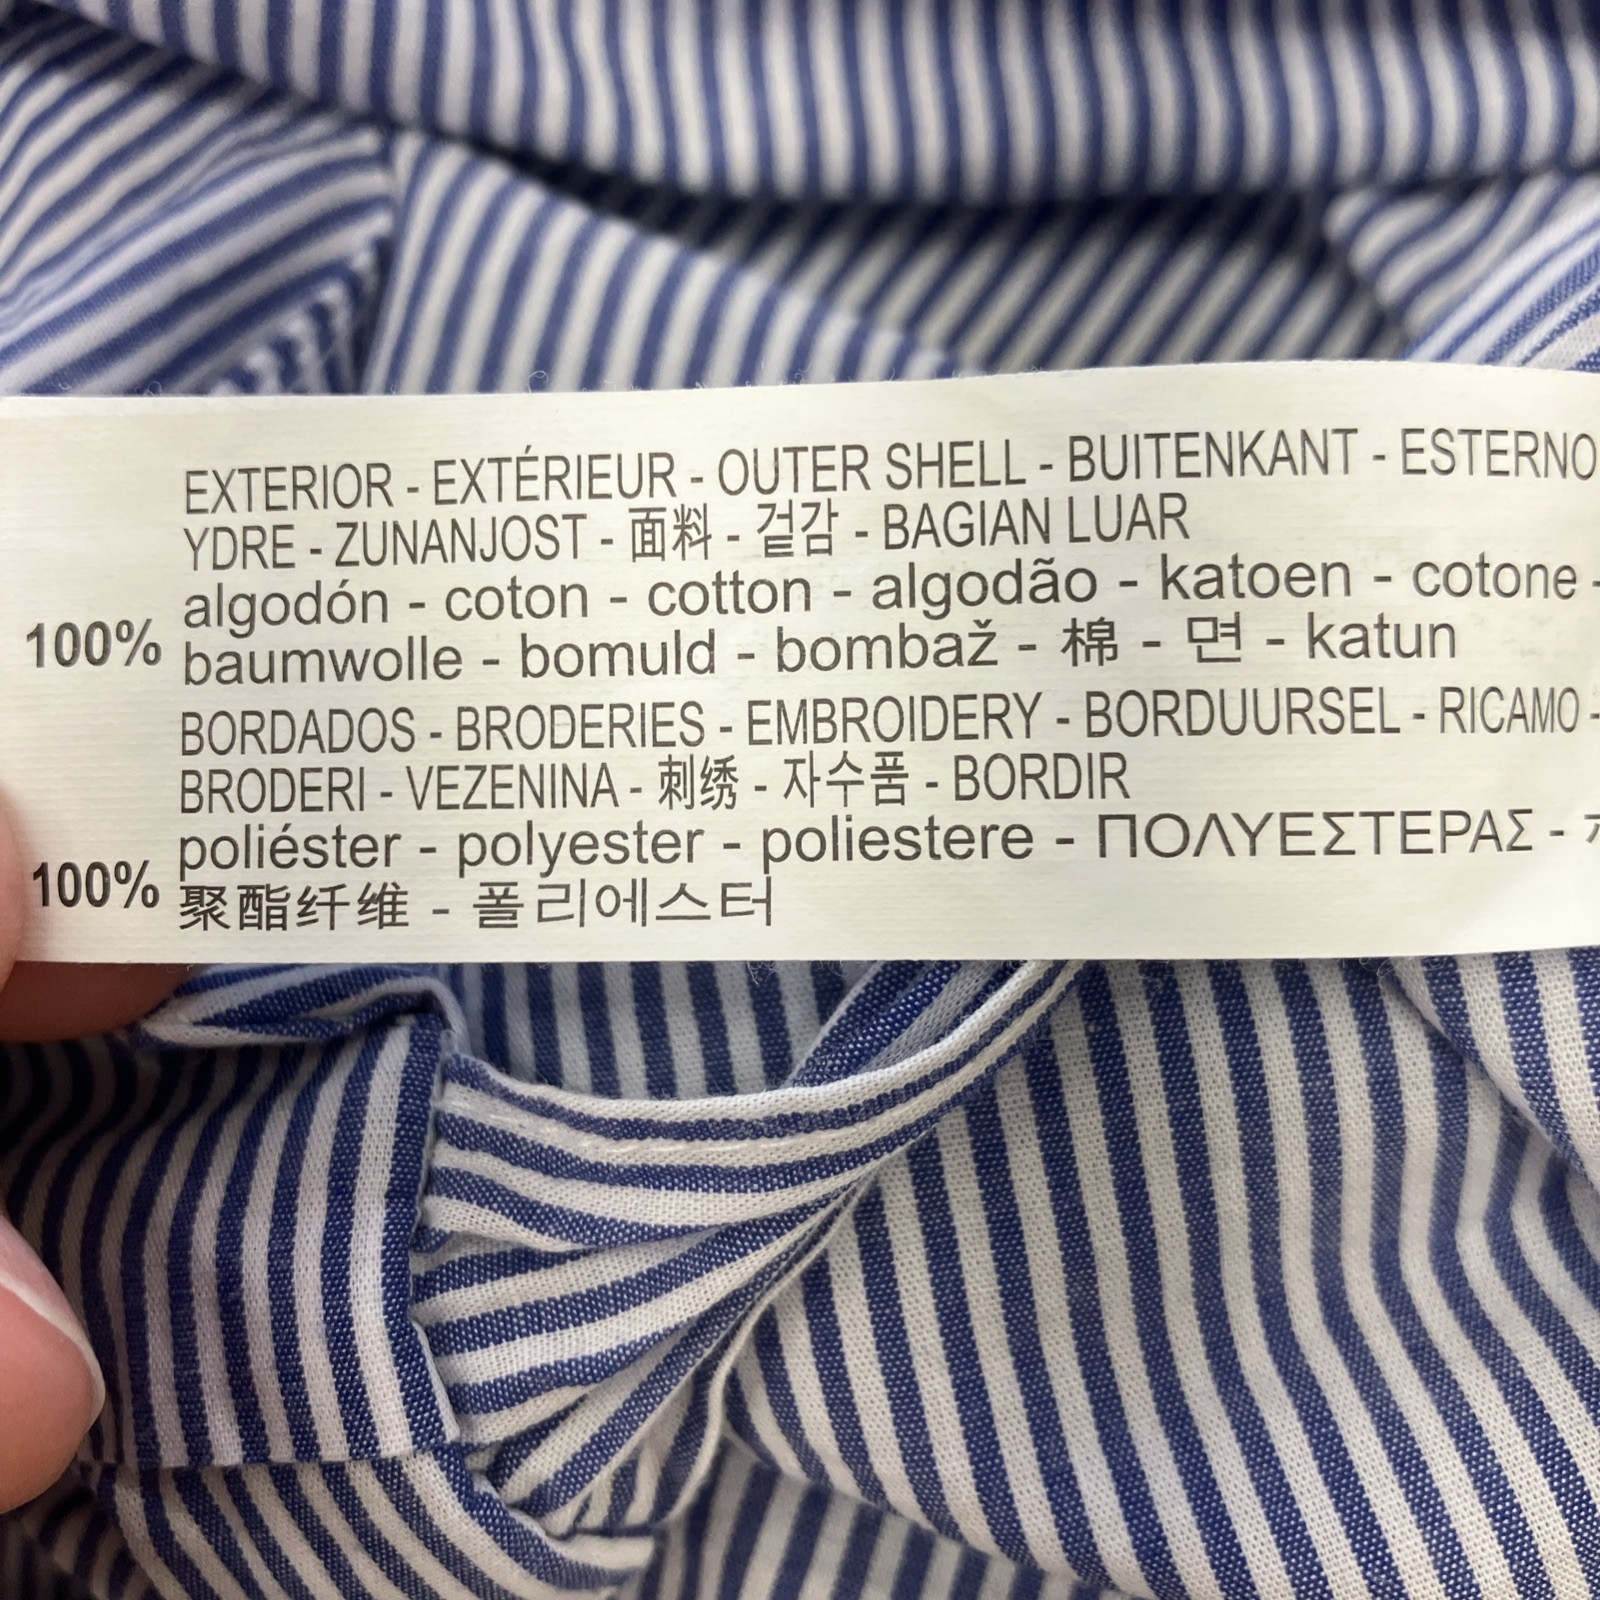 EXTERIOR - EXTÉRIEUR - OUTER SHELL - BUITENKANT - ESTERNO
YDRE - ZUNANJOST - 面料 - 겉감 - BAGIAN LUAR
100% algodón - coton - cotton - algodão - katoen - cotone -
baumwolle - bomuld - bombaž - 棉 - 면 - katun
BORDADOS - BRODERIES - EMBROIDERY - BORDUURSEL - RICAMO -
BRODERI - VEZENINA - 刺绣 - 자수품 - BORDIR
100% poliéster - polyester - poliestere - ΠΟΛΥΕΣΤΕΡΑΣ -
聚酯纤维 - 폴리에스터